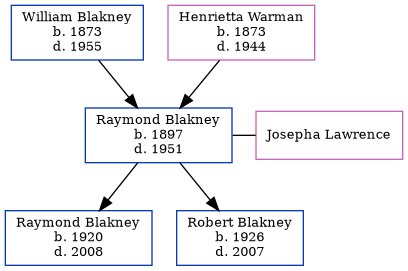 William Blakney
b. 1873
d. 1955
Henrietta Warman
b. 1873
d. 1944
Raymond Blakney
b. 1897
d. 1951
Josepha Lawrence
Raymond Blakney
b. 1920
d. 2008
Robert Blakney
b. 1926
d. 2007